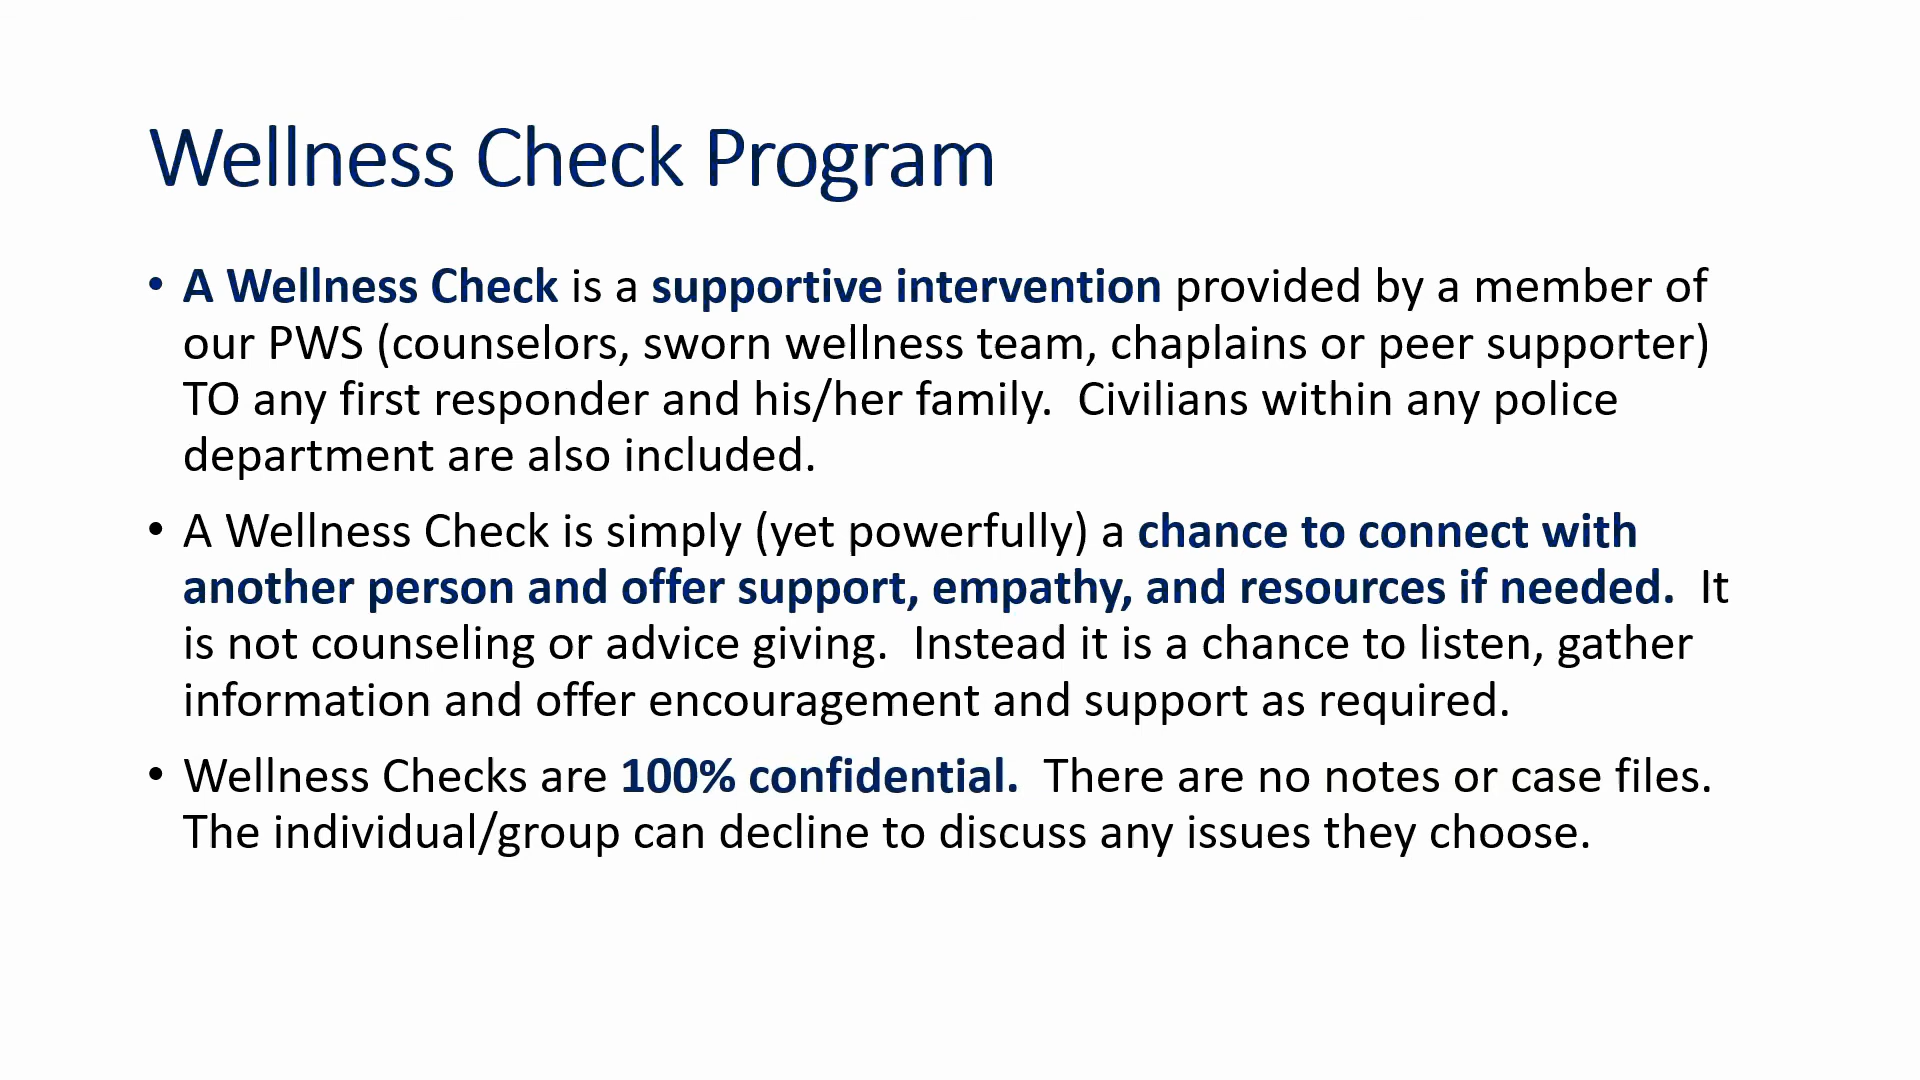 Wellness Check Program
• A Wellness Check is a supportive intervention provided by a member of
our PWS (counselors, sworn wellness team, chaplains or peer supporter)
TO any first responder and his/her family.  Civilians within any police
department are also included.
• A Wellness Check is simply (yet powerfully) a chance to connect with
another person and offer support, empathy, and resources if needed.  It
is not counseling or advice giving.  Instead it is a chance to listen, gather
information and offer encouragement and support as required.
• Wellness Checks are 100% confidential.  There are no notes or case files.
The individual/group can decline to discuss any issues they choose.